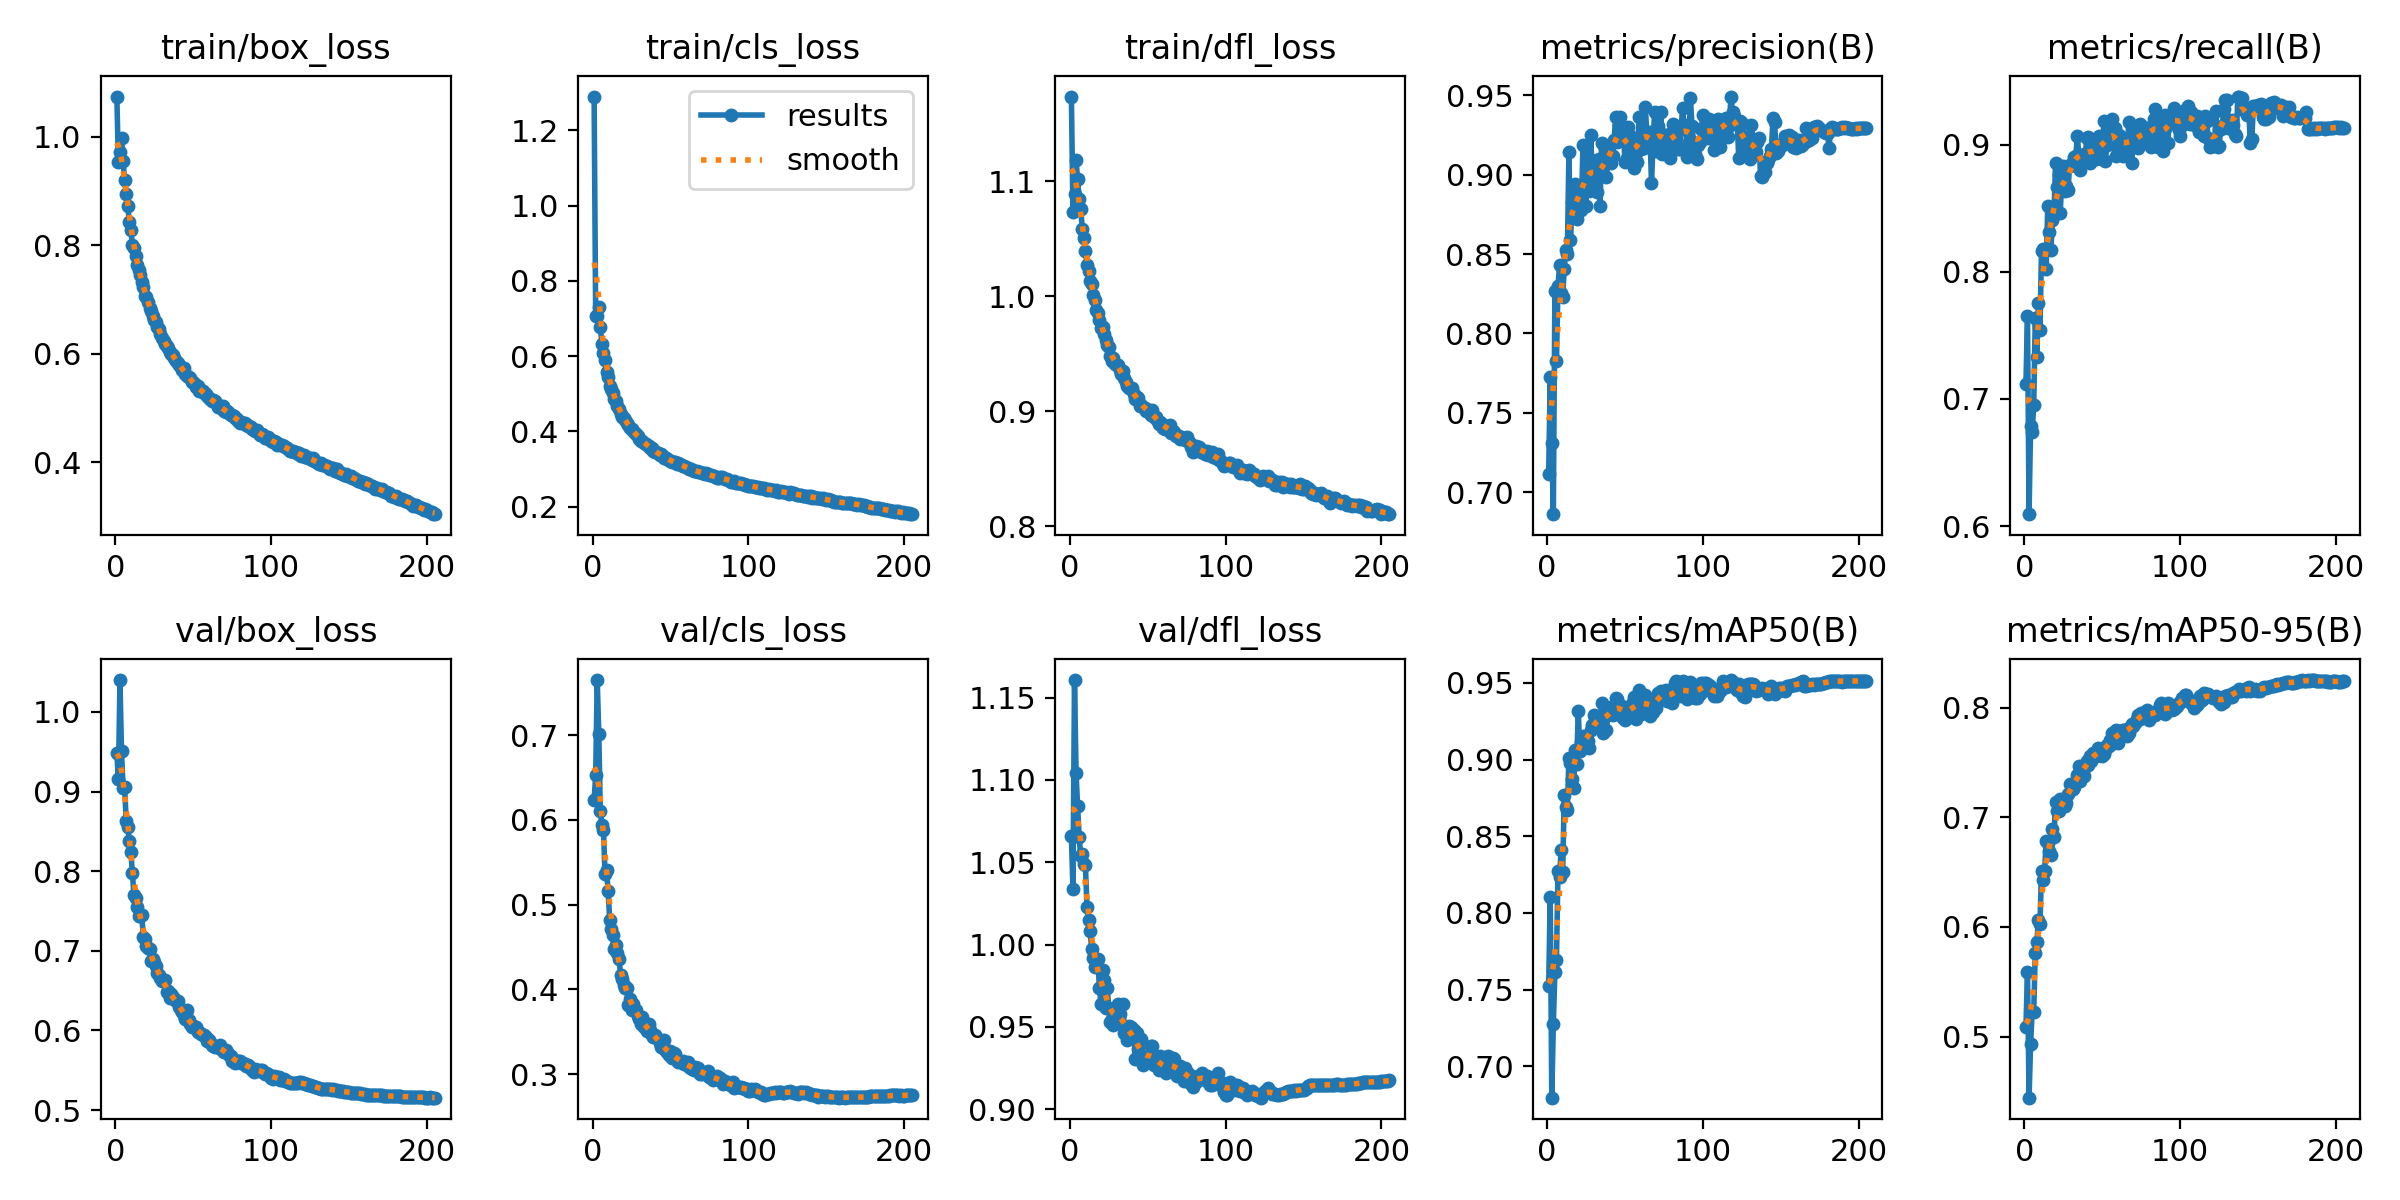 train/box_loss
1.0
0.8
0.6
0.4
0 100 200
train/cls_loss
results
smooth
1.2
1.0
0.8
0.6
0.4
0.2
0 100 200
train/dfl_loss
1.1
1.0
0.9
0.8
0 100 200
metrics/precision(B)
0.95
0.90
0.85
0.80
0.75
0.70
0 100 200
metrics/recall(B)
0.9
0.8
0.7
0.6
0 100 200
val/box_loss
1.0
0.9
0.8
0.7
0.6
0.5
0 100 200
val/cls_loss
0.7
0.6
0.5
0.4
0.3
0 100 200
val/dfl_loss
1.15
1.10
1.05
1.00
0.95
0.90
0 100 200
metrics/mAP50(B)
0.95
0.90
0.85
0.80
0.75
0.70
0 100 200
metrics/mAP50-95(B)
0.8
0.7
0.6
0.5
0 100 200